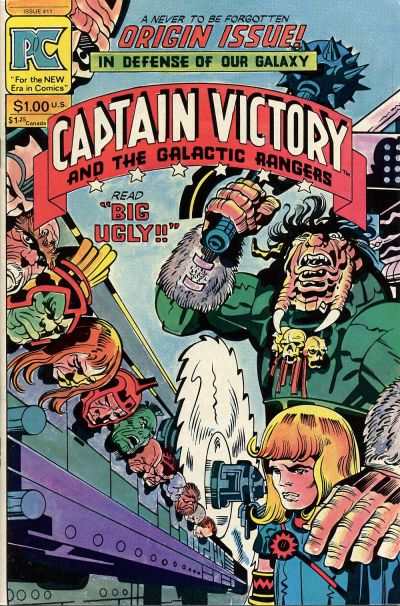 ISSUE #11
PC
"For the NEW
Era in Comics"
$1.00 U.S.
$1.25 Canada
A NEVER TO BE FORGOTTEN
ORIGIN ISSUE!
IN DEFENSE OF OUR GALAXY
CAPTAIN VICTORY
AND THE GALACTIC RANGERS™
READ
"BIG
UGLY!!"